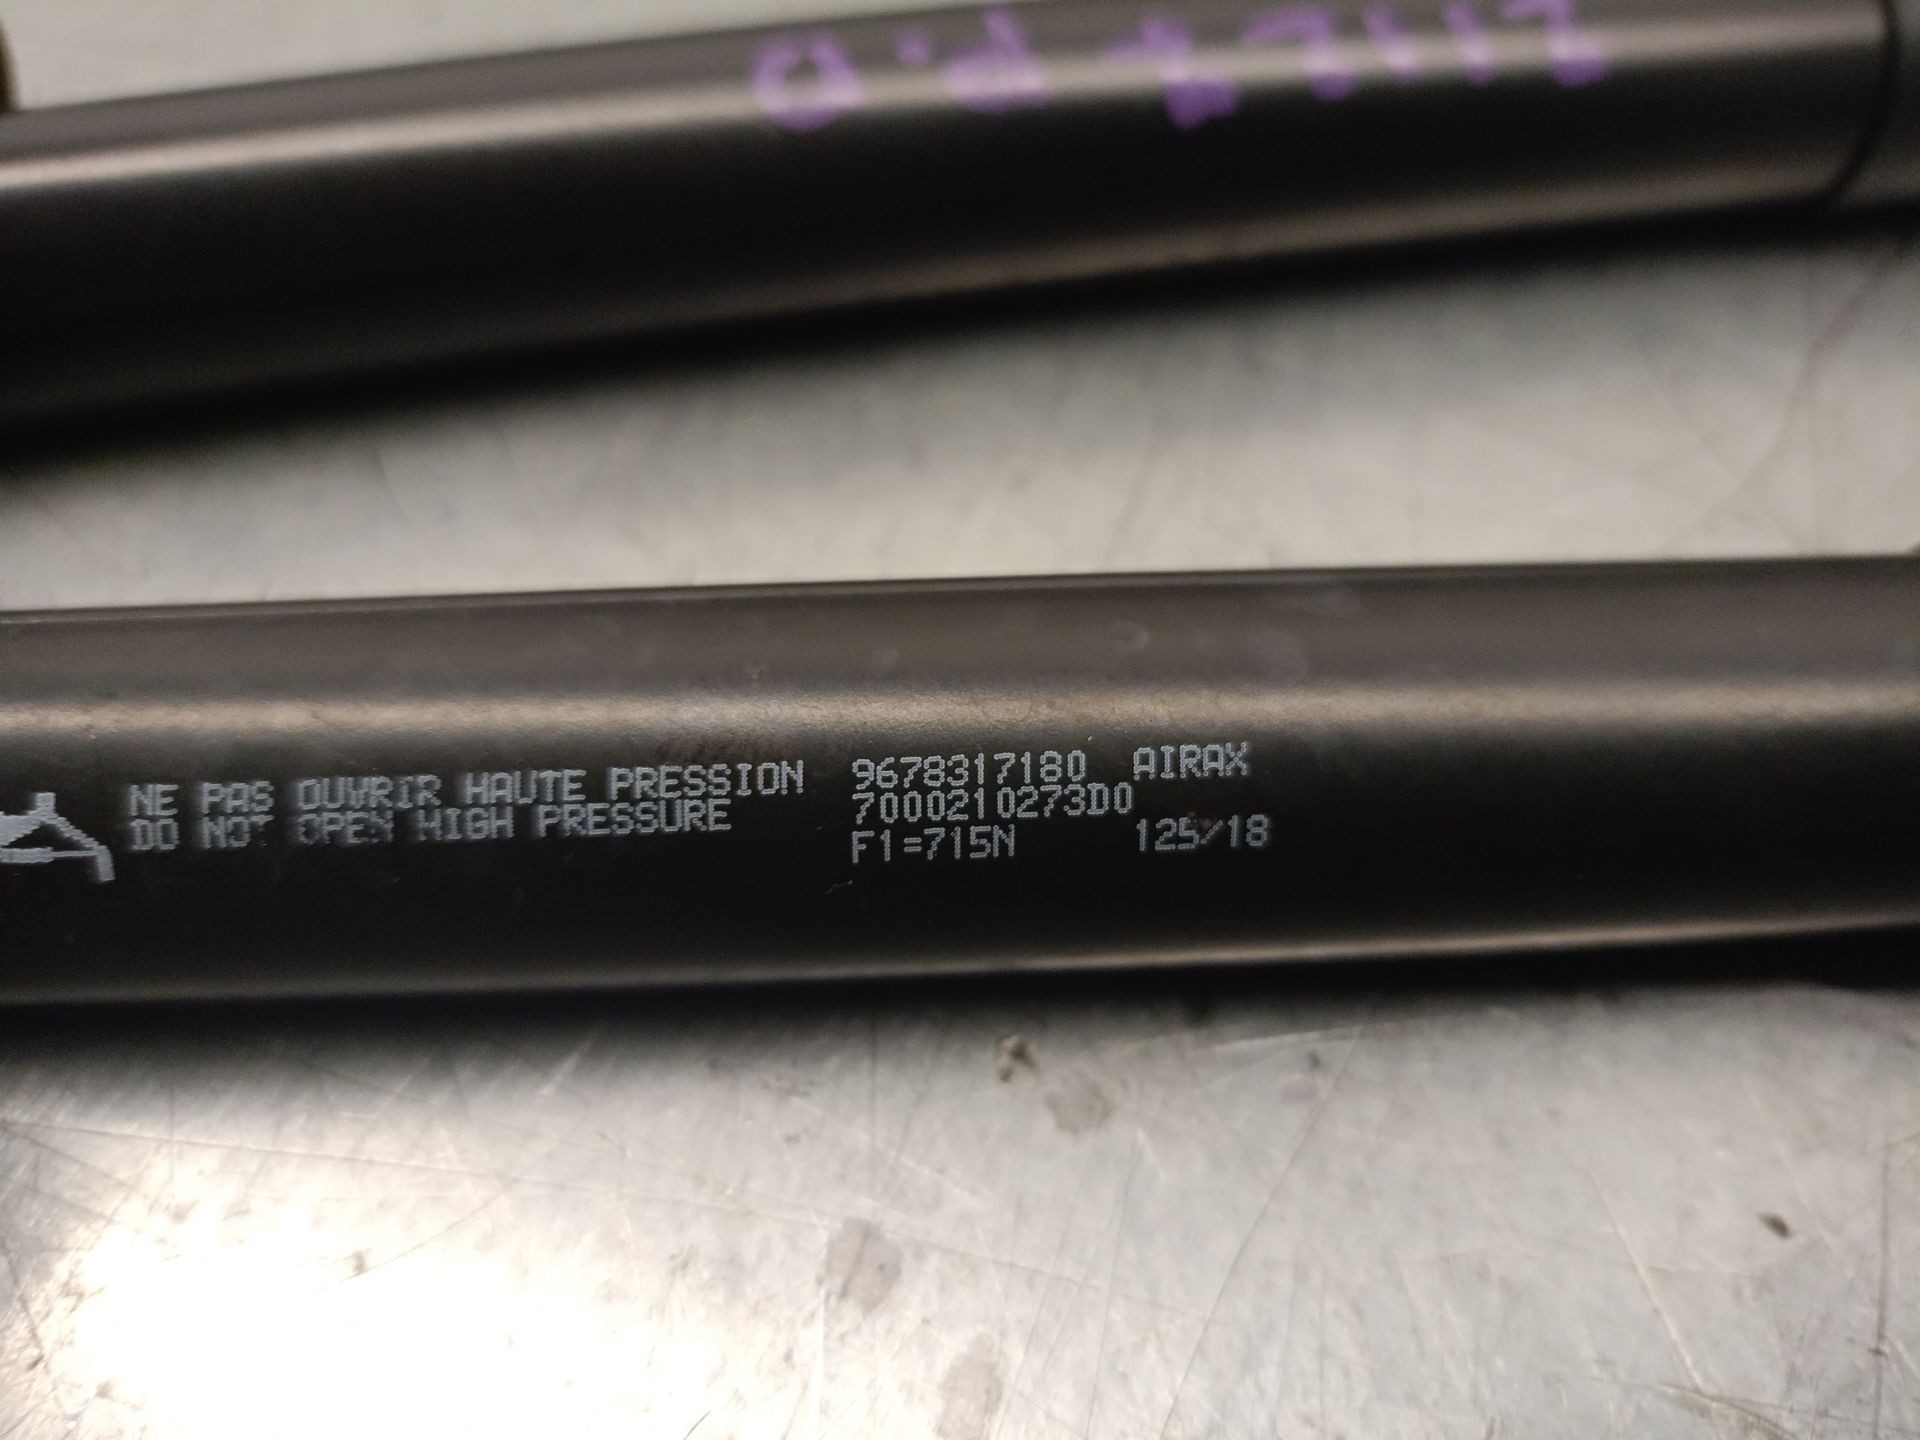 NE PAS OUVRIR HAUTE PRESSION 9678317180 AIRAX
DO NOT OPEN HIGH PRESSURE 7000210273D0
F1=715N 125/18